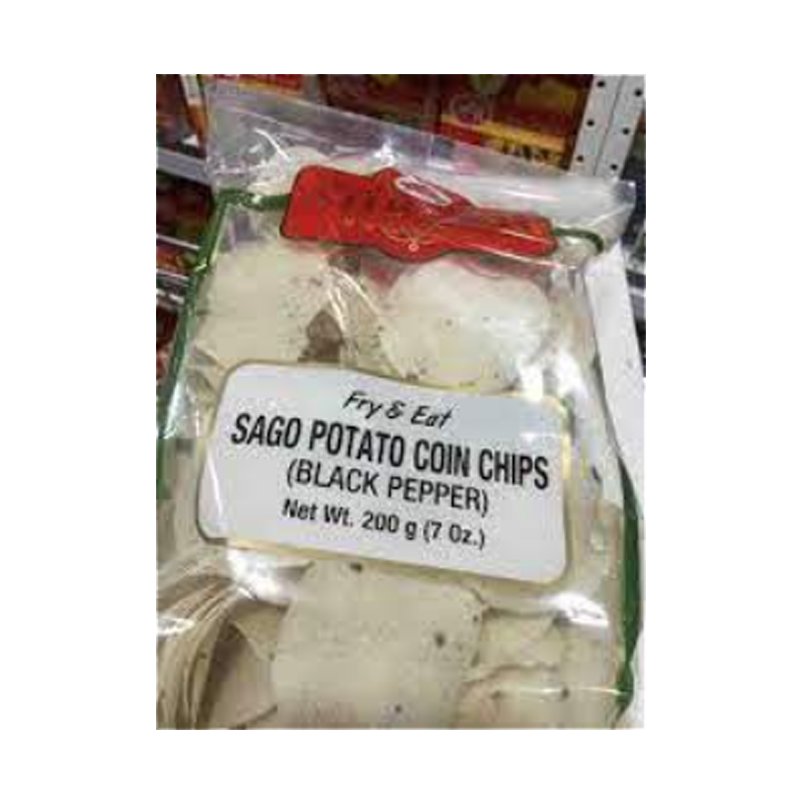 Fry & Eat
SAGO POTATO COIN CHIPS
(BLACK PEPPER)
Net Wt. 200 g (7 Oz.)